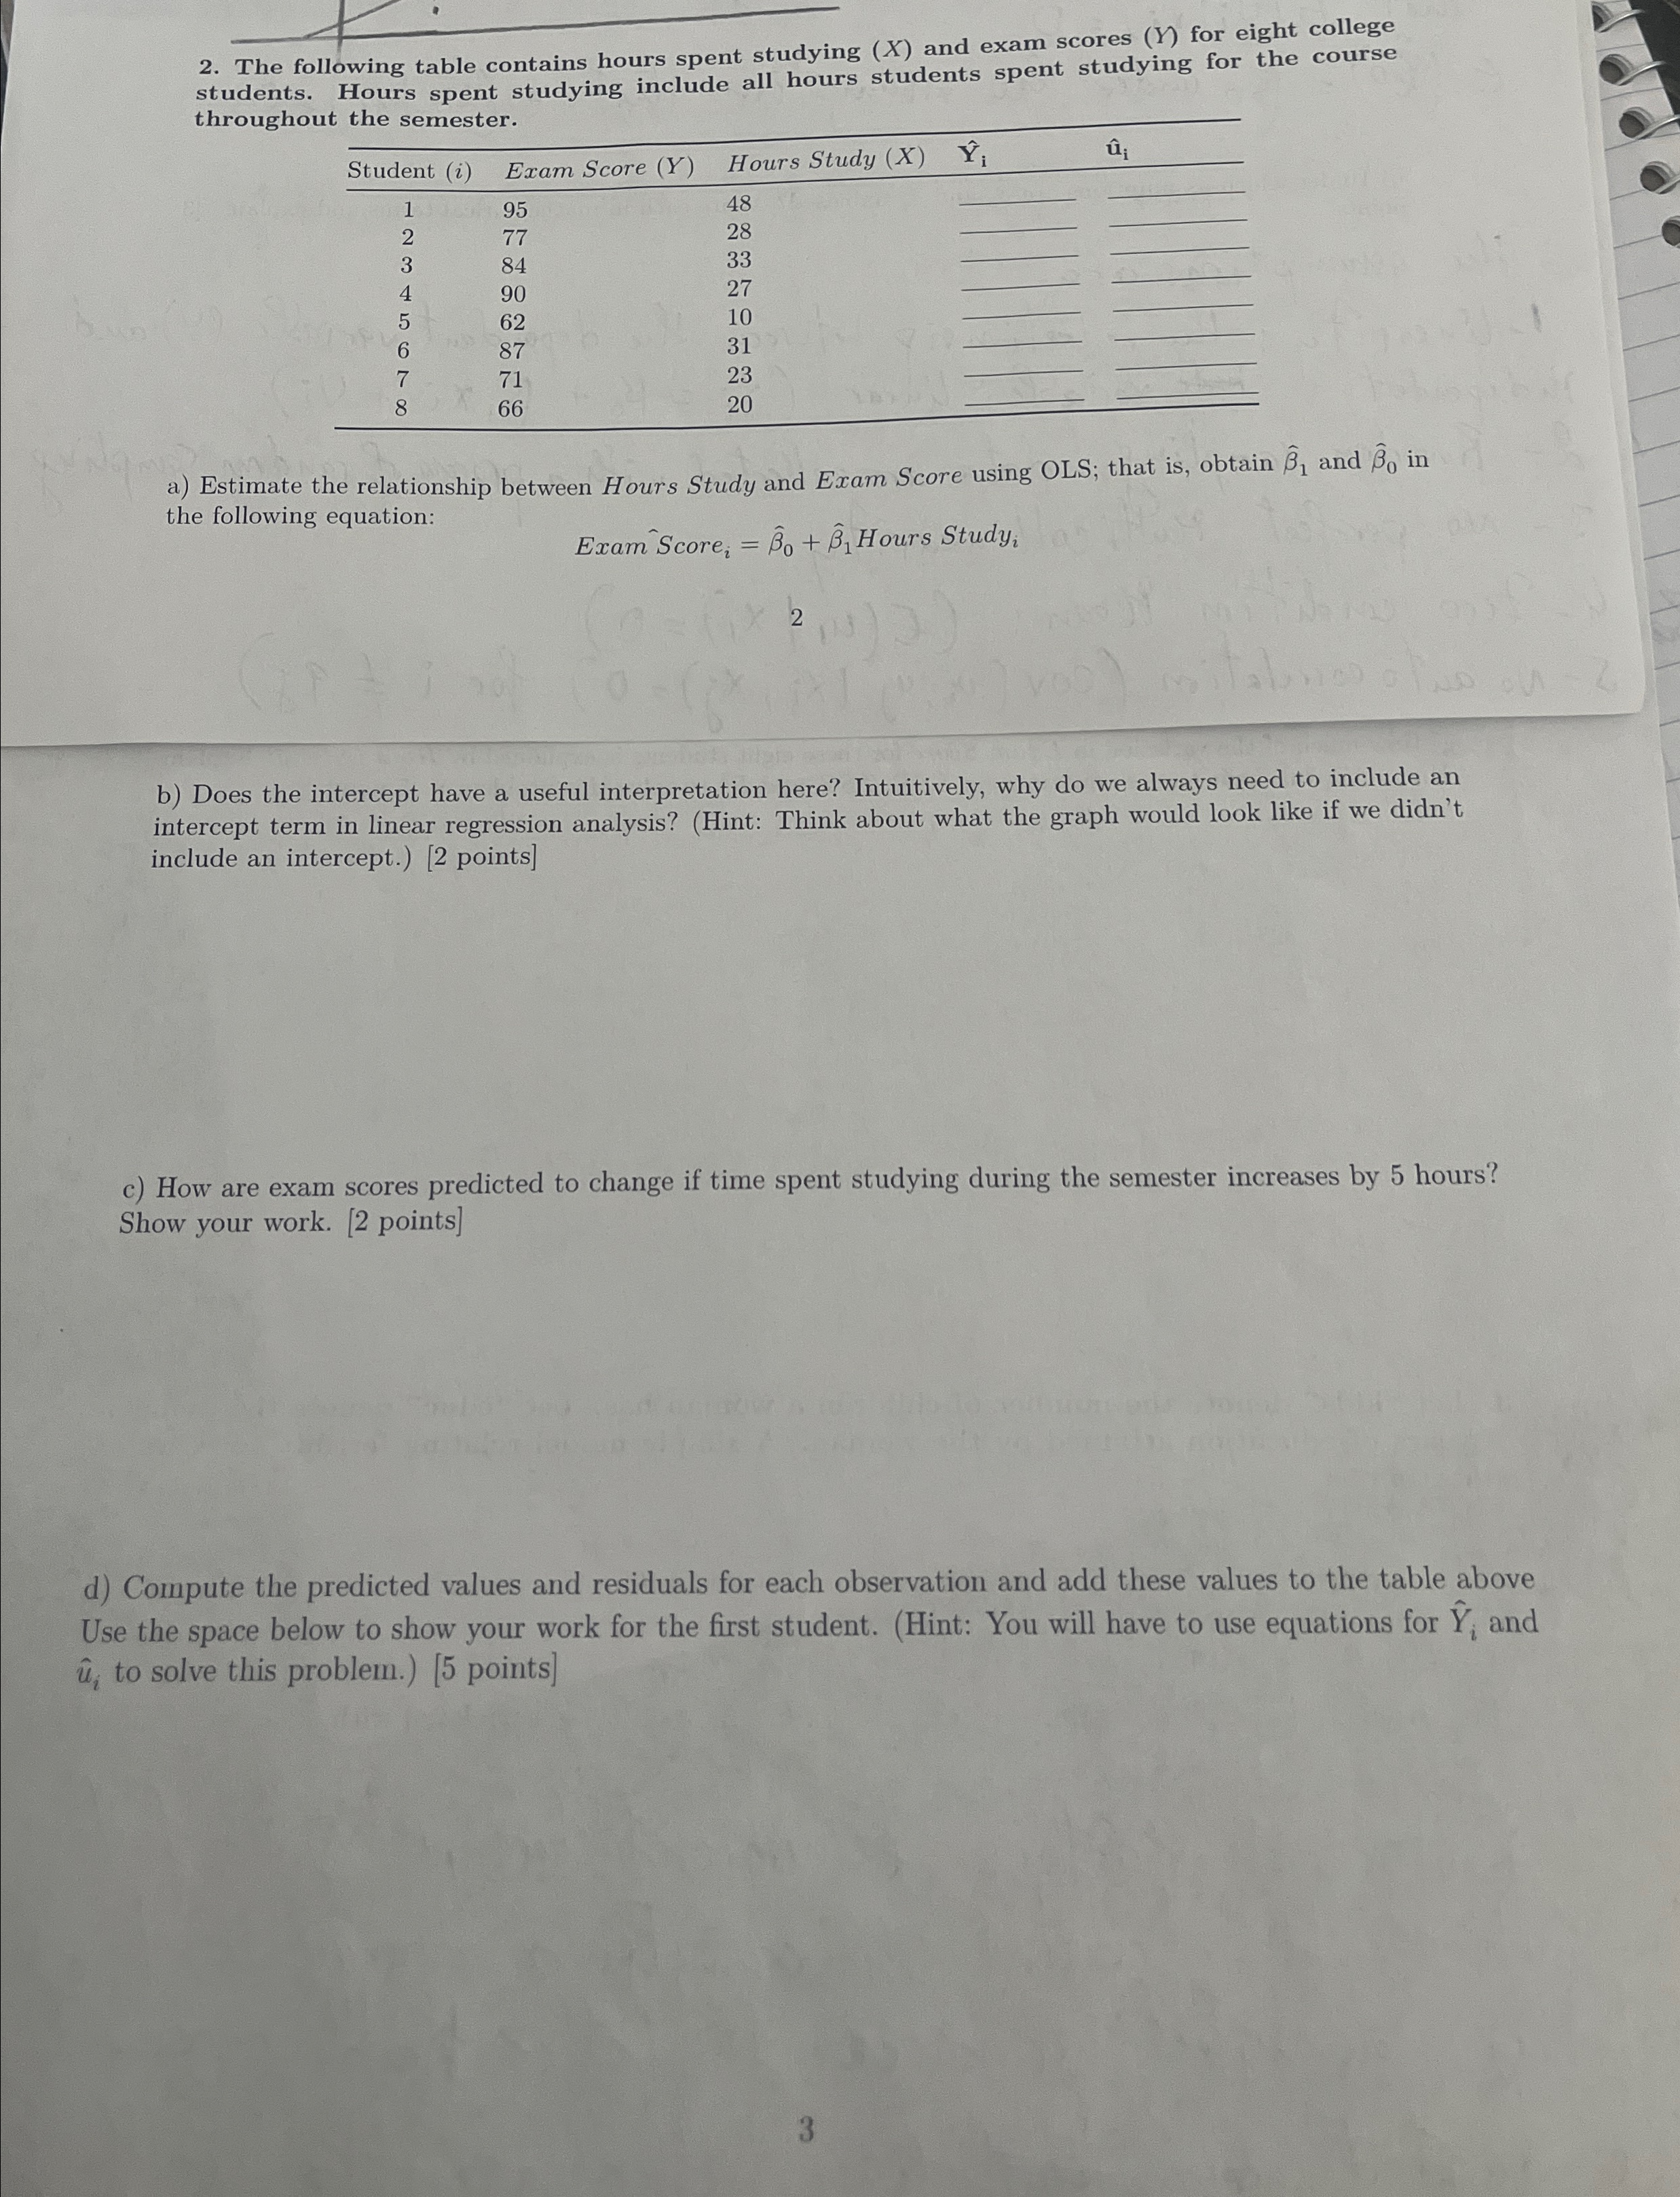 2. The following table contains hours spent studying (X) and exam scores (Y) for eight college
students. Hours spent studying include all hours students spent studying for the course
throughout the semester.
Student (i) Exam Score (Y) Hours Study (X) Ŷᵢ ûᵢ
1 95 48
2 77 28
3 84 33
4 90 27
5 62 10
6 87 31
7 71 23
8 66 20
a) Estimate the relationship between Hours Study and Exam Score using OLS; that is, obtain β̂₁ and β̂₀ in
the following equation:
Exam ̂Scoreᵢ = β̂₀ + β̂₁Hours Studyᵢ
2
b) Does the intercept have a useful interpretation here? Intuitively, why do we always need to include an
intercept term in linear regression analysis? (Hint: Think about what the graph would look like if we didn't
include an intercept.) [2 points]
c) How are exam scores predicted to change if time spent studying during the semester increases by 5 hours?
Show your work. [2 points]
d) Compute the predicted values and residuals for each observation and add these values to the table above
Use the space below to show your work for the first student. (Hint: You will have to use equations for Ŷᵢ and
ûᵢ to solve this problem.) [5 points]
3